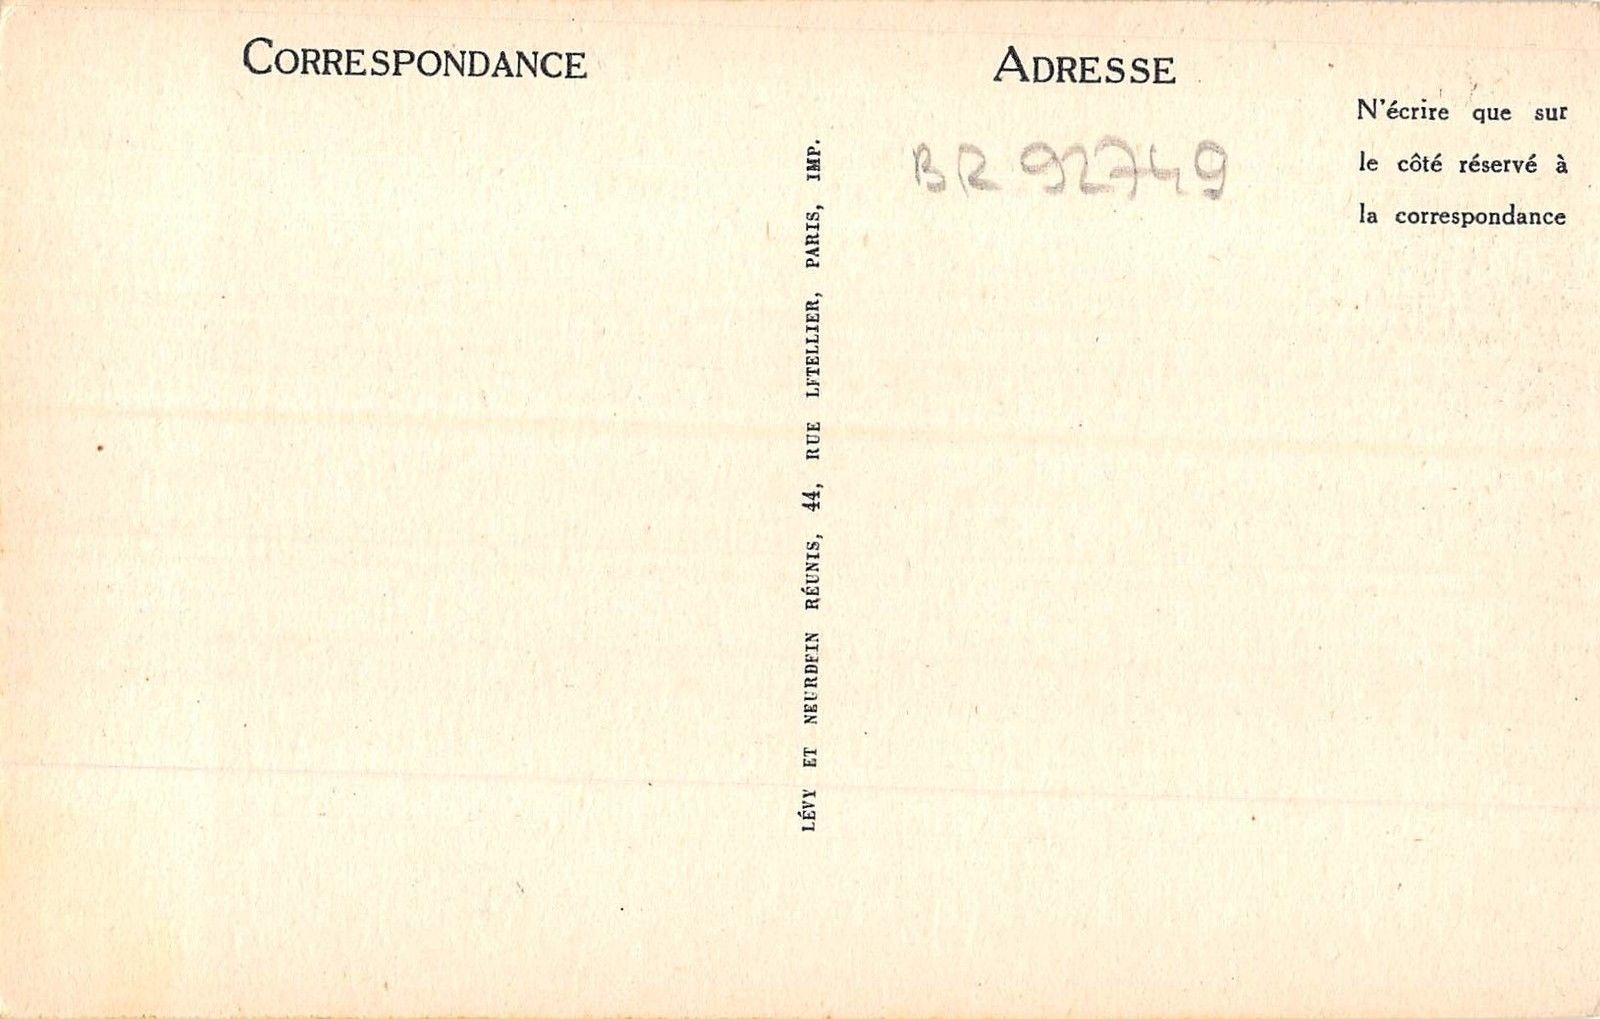 CORRESPONDANCE
ADRESSE
N'écrire que sur
le côté réservé à
la correspondance
BR 92749
LÉVY ET NEURDEIN RÉUNIS, 44, RUE LETELLIER, PARIS, IMP.